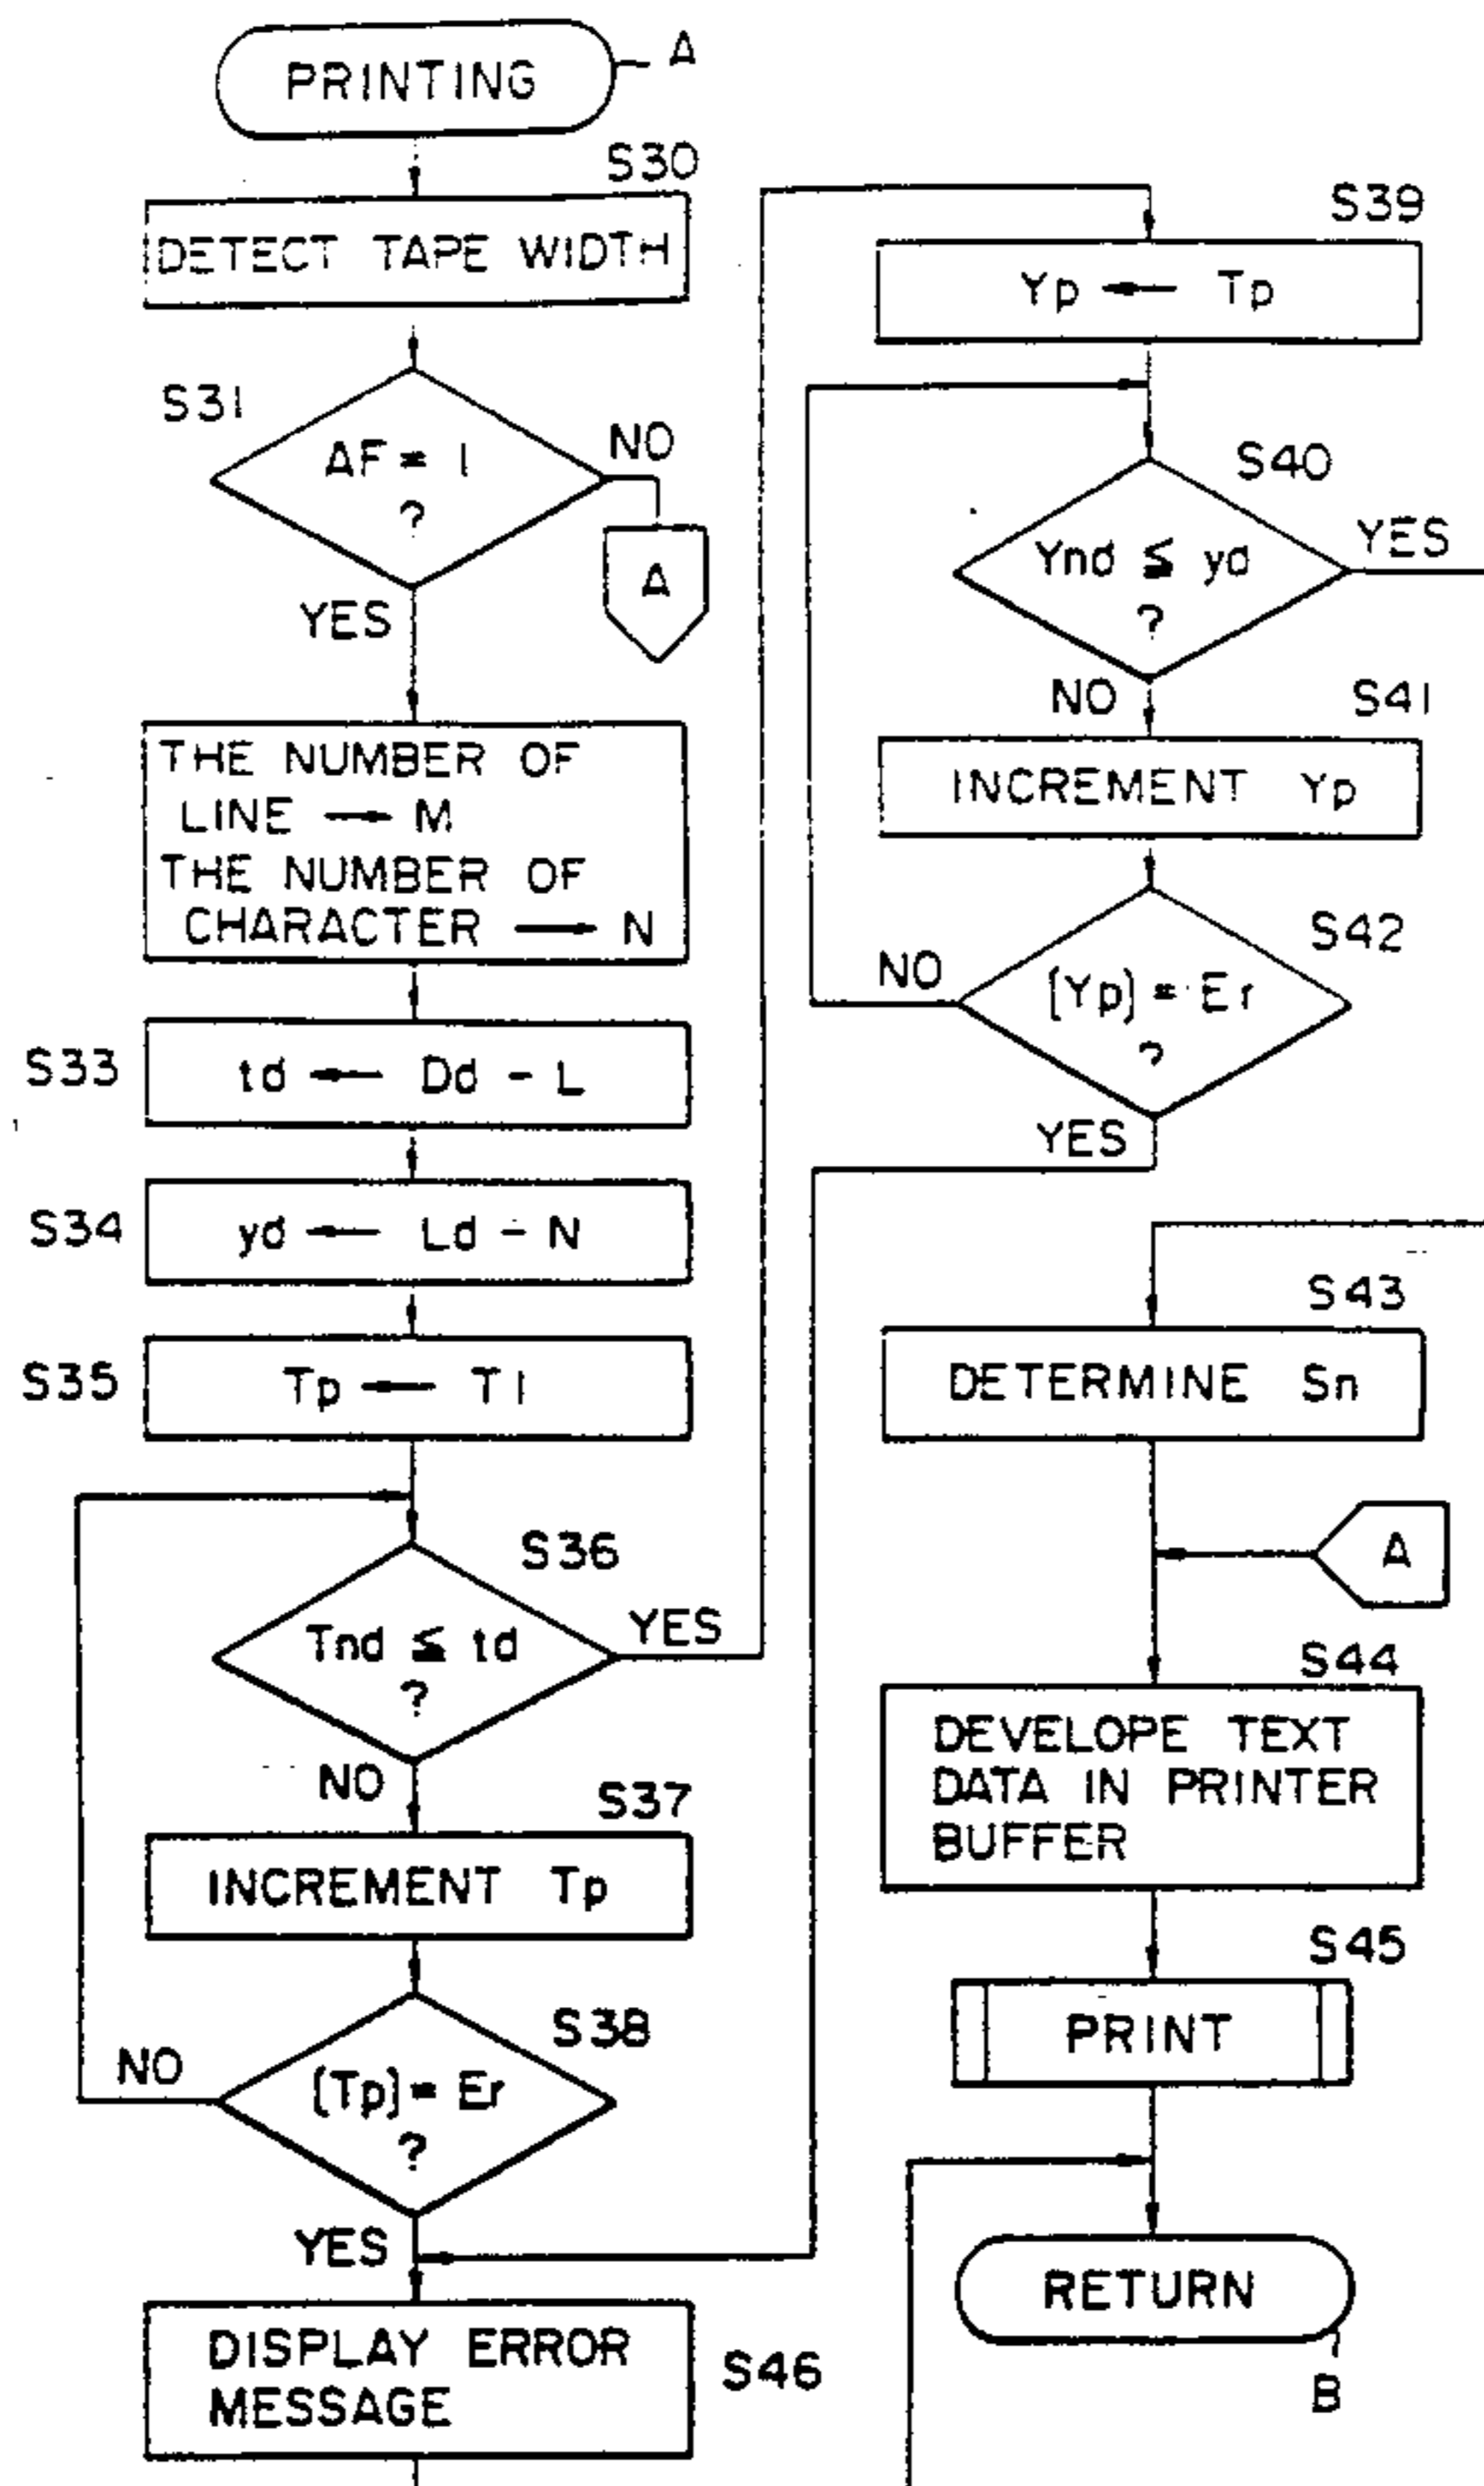 PRINTING
A
S30
DETECT TAPE WIDTH
S31
AF = 1
?
NO
A
YES
THE NUMBER OF
LINE → M
THE NUMBER OF
CHARACTER → N
S33
td ← Dd - L
S34
yd ← Ld - N
S35
Tp ← T1
S36
Tnd ≦ td
?
YES
NO
S37
INCREMENT Tp
S38
(Tp) = Er
?
NO
YES
DISPLAY ERROR
MESSAGE
S46
S39
Yp ← Tp
S40
Ynd ≦ yd
?
YES
NO
S41
INCREMENT Yp
S42
(Yp) = Er
?
NO
YES
S43
DETERMINE Sn
A
S44
DEVELOPE TEXT
DATA IN PRINTER
BUFFER
S45
PRINT
RETURN
B